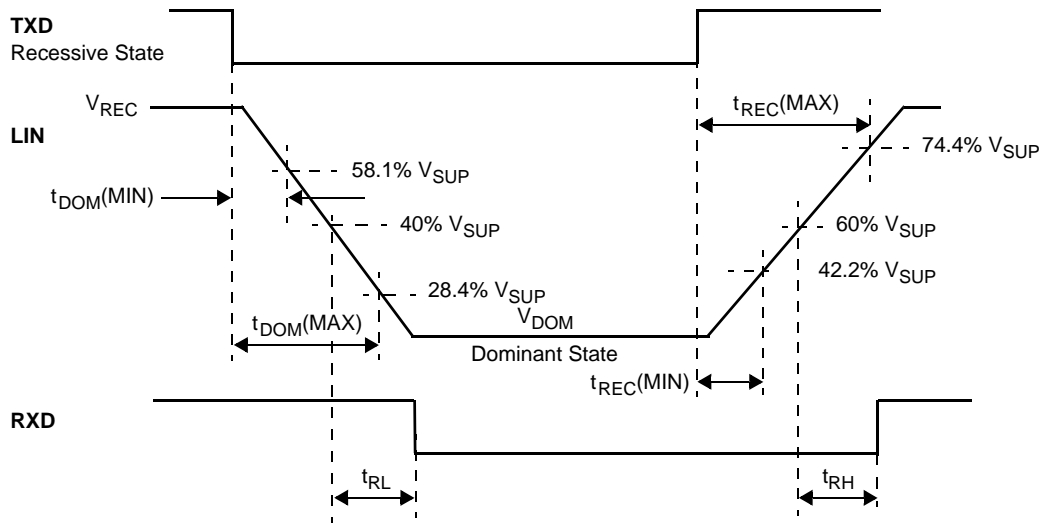 TXD
Recessive State
VREC
LIN
tREC(MAX)
74.4% VSUP
58.1% VSUP
tDOM(MIN)
40% VSUP
60% VSUP
42.2% VSUP
28.4% VSUP
VDOM
tDOM(MAX)
Dominant State
tREC(MIN)
RXD
tRL
tRH